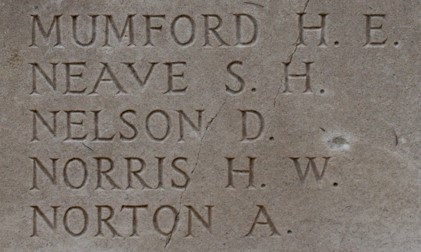 MUMFORD H. E.
NEAVE S. H.
NELSON D.
NORRIS H. W.
NORTON A.